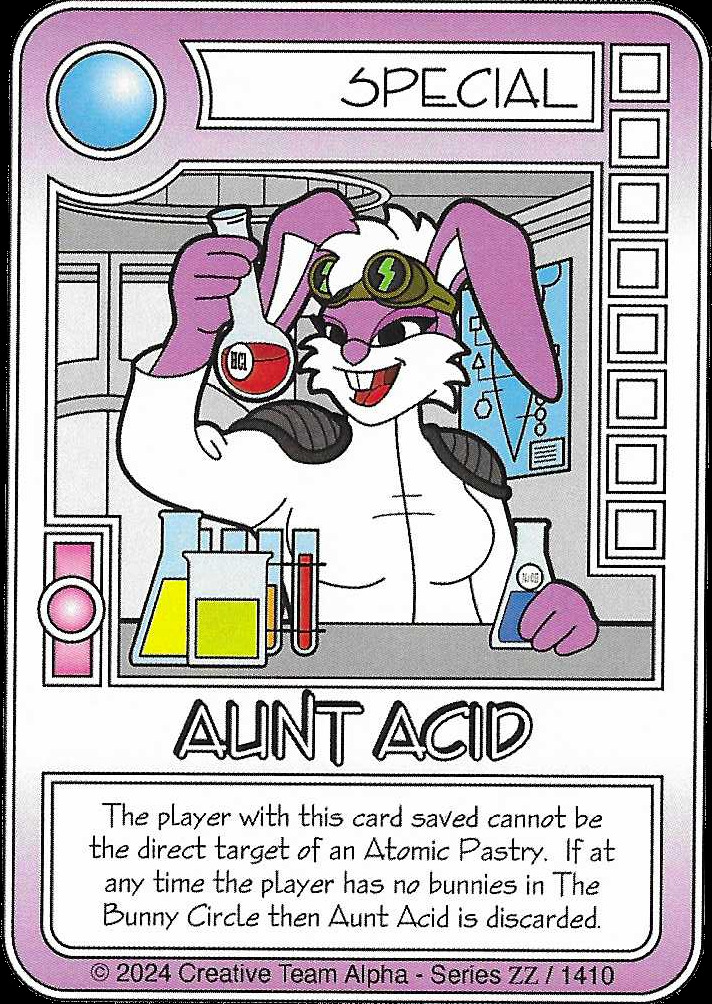 SPECIAL
HCl
AUNT ACID
The player with this card saved cannot be
the direct target of an Atomic Pastry. If at
any time the player has no bunnies in The
Bunny Circle then Aunt Acid is discarded.
© 2024 Creative Team Alpha - Series ZZ / 1410